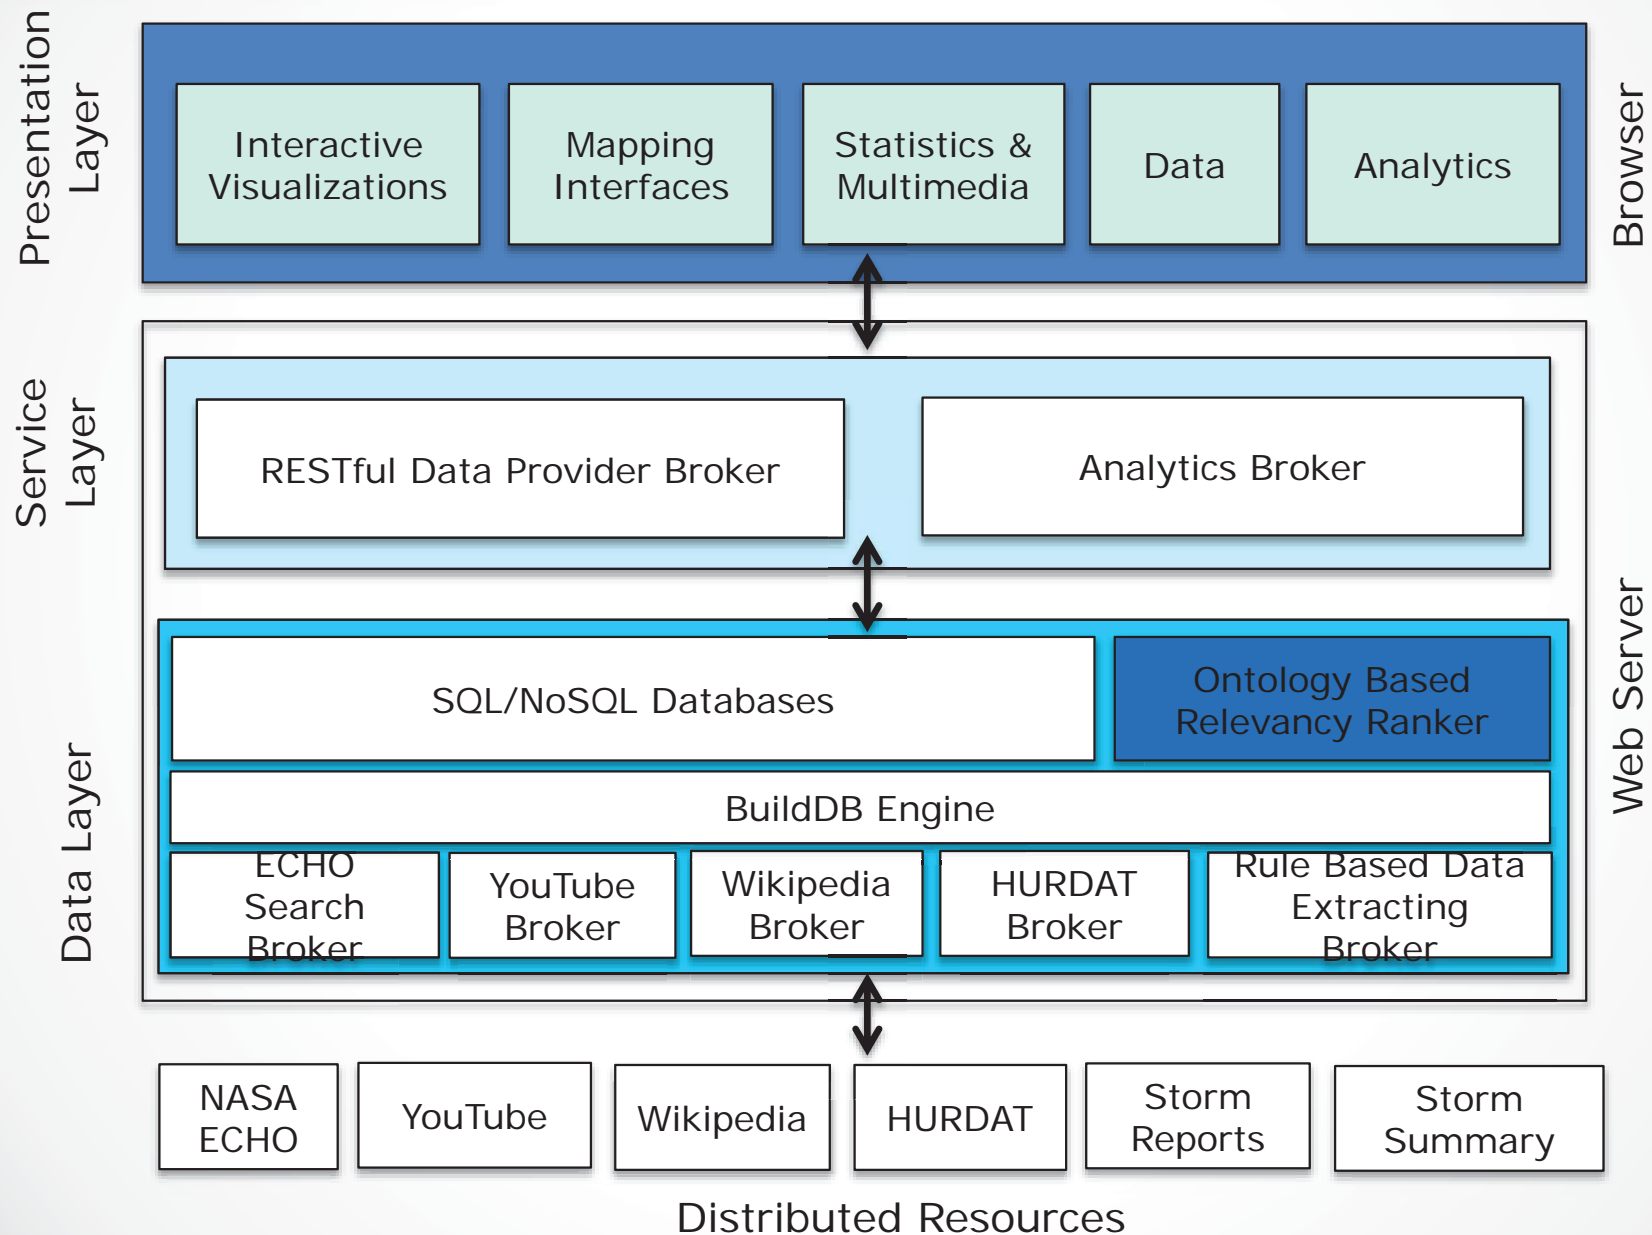 Presentation
Layer
Interactive
Visualizations
Mapping
Interfaces
Statistics &
Multimedia
Data
Analytics
Browser
Service
Layer
RESTful Data Provider Broker
Analytics Broker
Web Server
Data Layer
SQL/NoSQL Databases
Ontology Based
Relevancy Ranker
BuildDB Engine
ECHO
Search
Broker
YouTube
Broker
Wikipedia
Broker
HURDAT
Broker
Rule Based Data
Extracting
Broker
NASA
ECHO
YouTube
Wikipedia
HURDAT
Storm
Reports
Storm
Summary
Distributed Resources